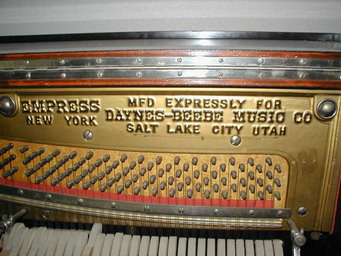 EMPRESS
NEW YORK
MFD EXPRESSLY FOR
DAYNES-BEEBE MUSIC CO
SALT LAKE CITY UTAH